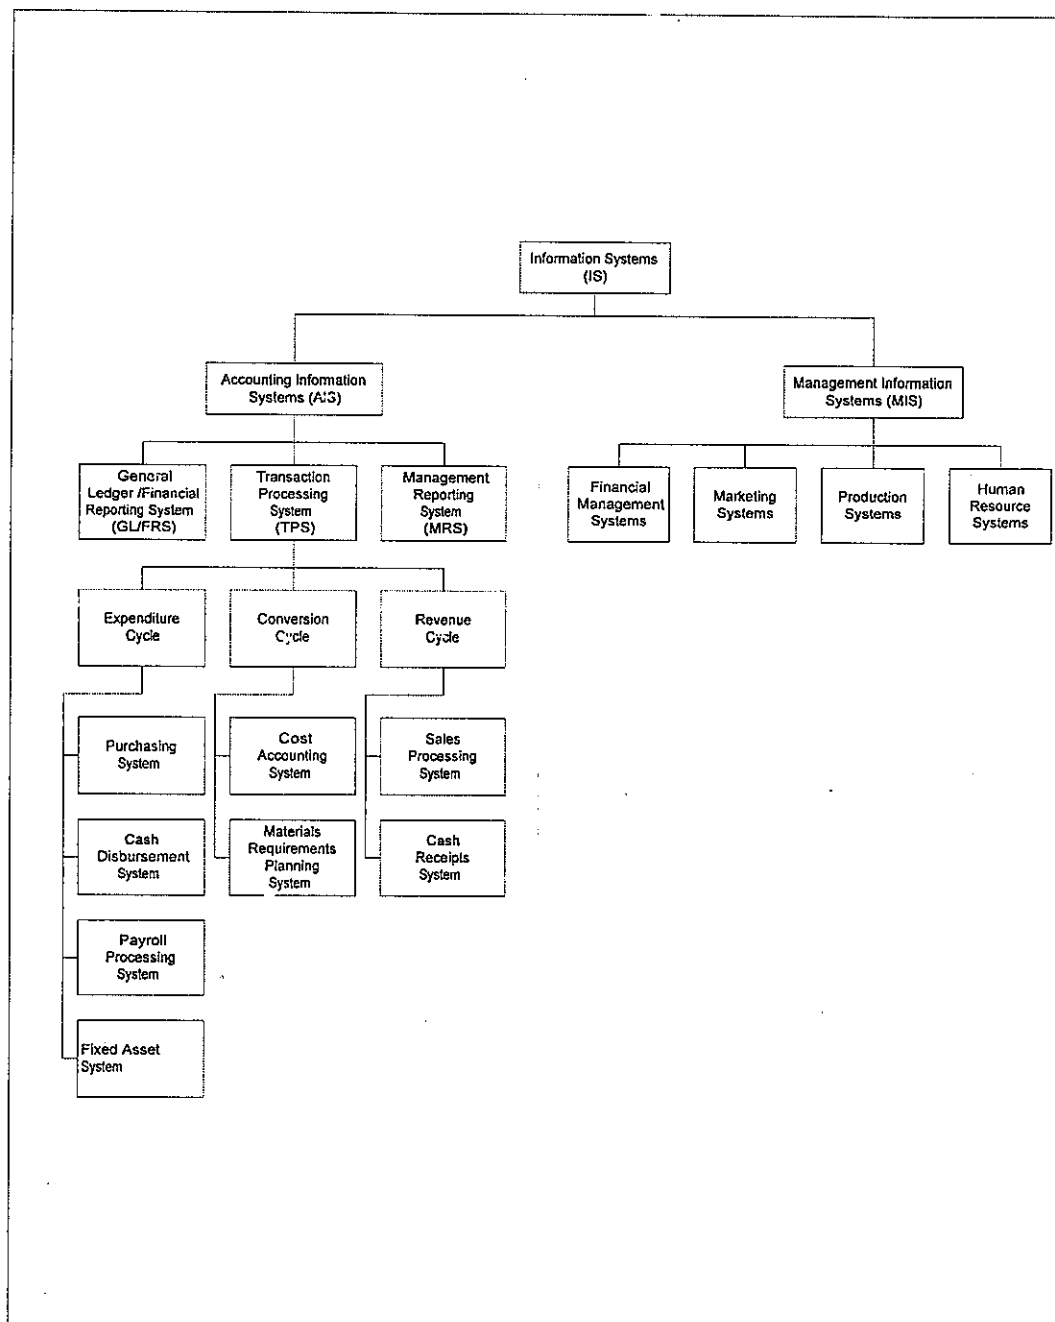 Information Systems
(IS)
Accounting Information
Systems (AIS)
Management Information
Systems (MIS)
General
Ledger /Financial
Reporting System
(GL/FRS)
Transaction
Processing
System
(TPS)
Management
Reporting
System
(MRS)
Financial
Management
Systems
Marketing
Systems
Production
Systems
Human
Resource
Systems
Expenditure
Cycle
Conversion
Cycle
Revenue
Cycle
Purchasing
System
Cost
Accounting
System
Sales
Processing
System
Cash
Disbursement
System
Materials
Requirements
Planning
System
Cash
Receipts
System
Payroll
Processing
System
Fixed Asset
System